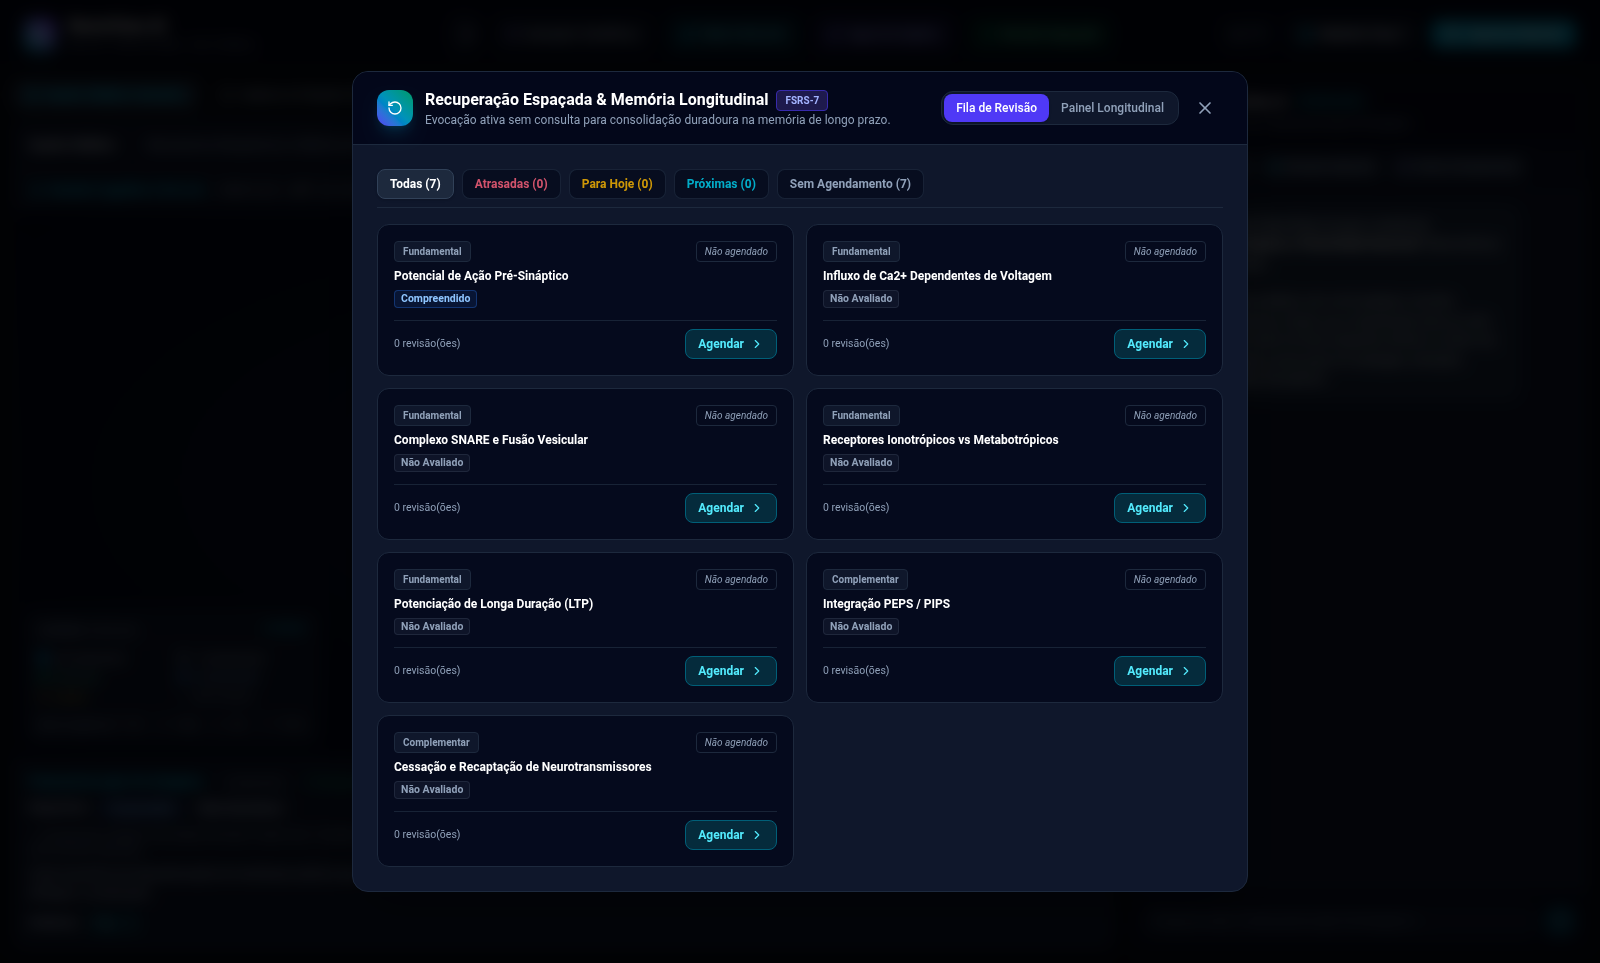 Recuperação Espaçada & Memória Longitudinal FSRS-7
Evocação ativa sem consulta para consolidação duradoura na memória de longo prazo.
Fila de Revisão Painel Longitudinal
Todas (7) Atrasadas (0) Para Hoje (0) Próximas (0) Sem Agendamento (7)
Fundamental Não agendado
Potencial de Ação Pré-Sináptico
Compreendido
0 revisão(ões) Agendar
Fundamental Não agendado
Influxo de Ca2+ Dependentes de Voltagem
Não Avaliado
0 revisão(ões) Agendar
Fundamental Não agendado
Complexo SNARE e Fusão Vesicular
Não Avaliado
0 revisão(ões) Agendar
Fundamental Não agendado
Receptores Ionotrópicos vs Metabotrópicos
Não Avaliado
0 revisão(ões) Agendar
Fundamental Não agendado
Potenciação de Longa Duração (LTP)
Não Avaliado
0 revisão(ões) Agendar
Complementar Não agendado
Integração PEPS / PIPS
Não Avaliado
0 revisão(ões) Agendar
Complementar Não agendado
Cessação e Recaptação de Neurotransmissores
Não Avaliado
0 revisão(ões) Agendar